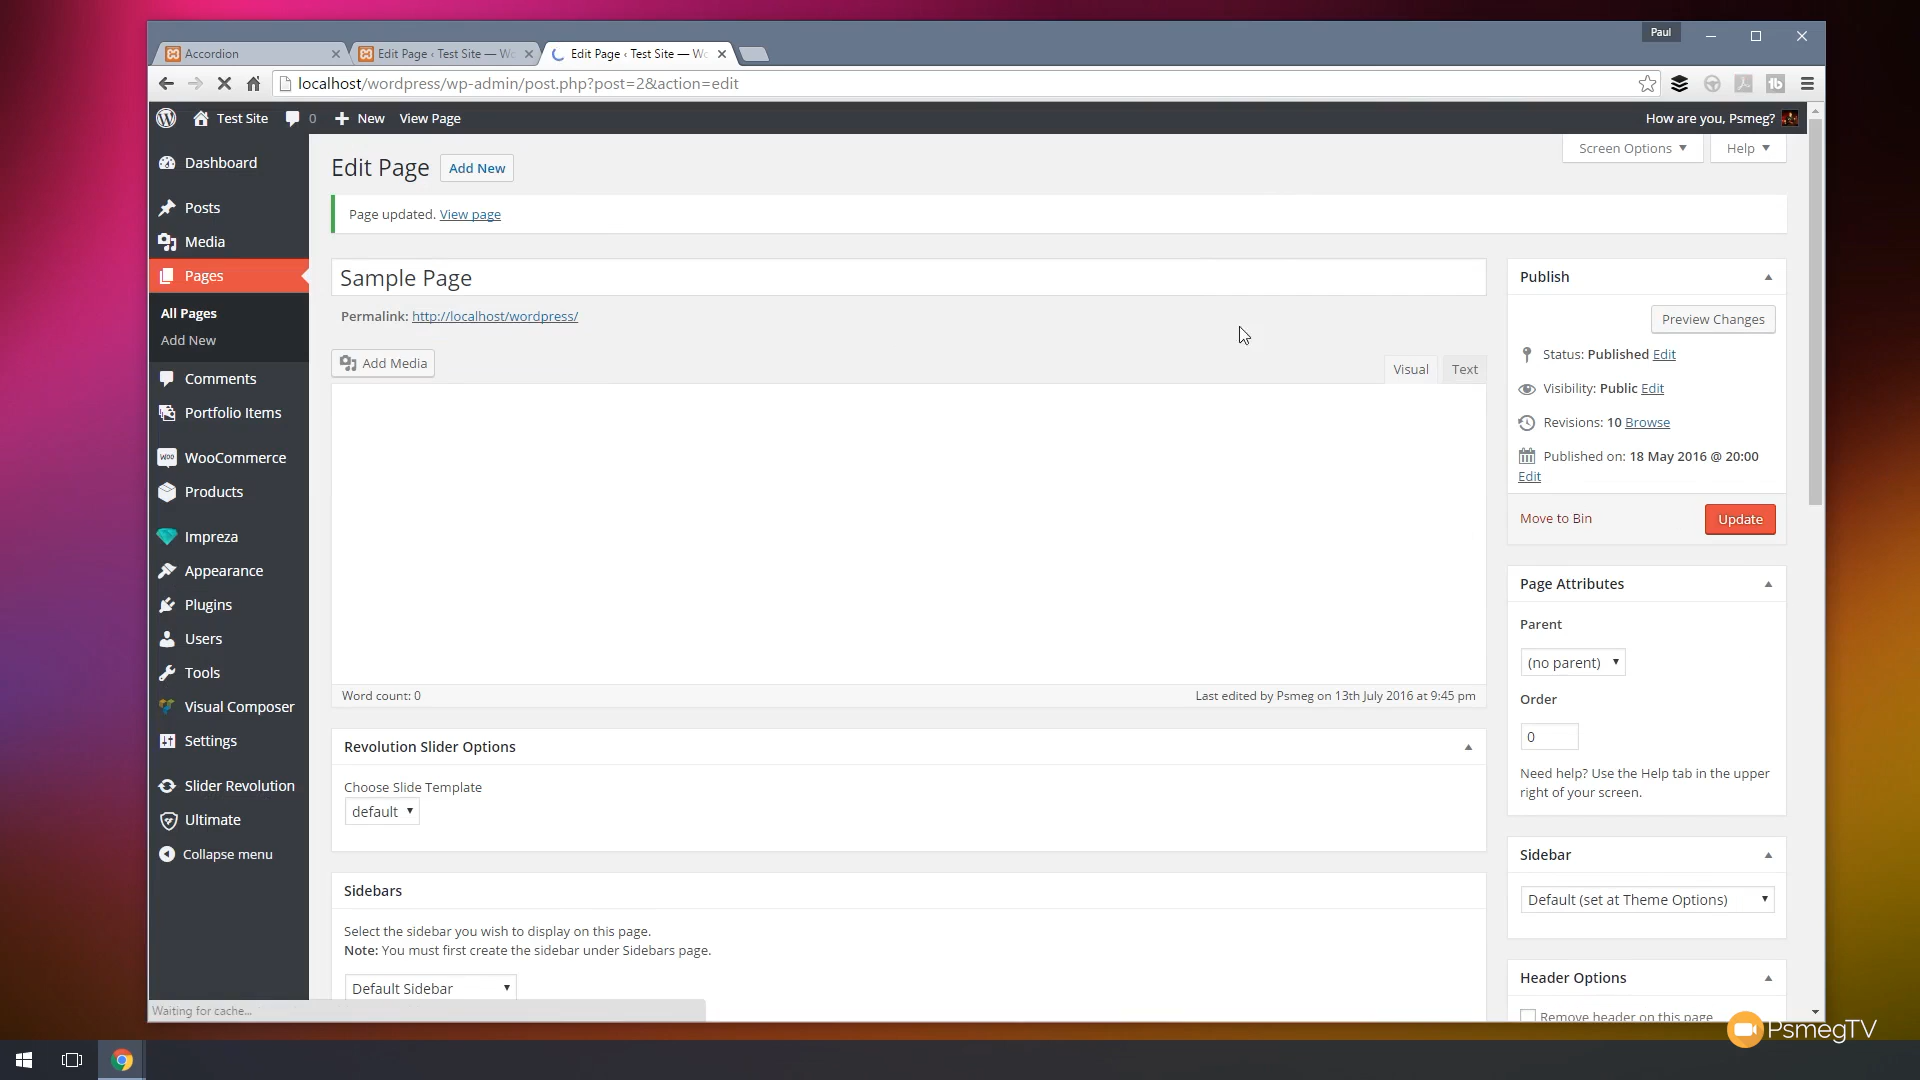 Paul
Accordion
Edit Page ‹ Test Site — Wo
Edit Page ‹ Test Site — Wo
localhost/wordpress/wp-admin/post.php?post=2&action=edit
Test Site
0
New
View Page
How are you, Psmeg?
Dashboard
Posts
Media
Pages
All Pages
Add New
Comments
Portfolio Items
WooCommerce
Products
Impreza
Appearance
Plugins
Users
Tools
Visual Composer
Settings
Slider Revolution
Ultimate
Collapse menu
Screen Options
Help
Edit Page
Add New
Page updated. View page
Sample Page
Permalink: http://localhost/wordpress/
Add Media
Visual
Text
Word count: 0
Last edited by Psmeg on 13th July 2016 at 9:45 pm
Revolution Slider Options
Choose Slide Template
default
Sidebars
Select the sidebar you wish to display on this page.
Note: You must first create the sidebar under Sidebars page.
Default Sidebar
Publish
Preview Changes
Status: Published Edit
Visibility: Public Edit
Revisions: 10 Browse
Published on: 18 May 2016 @ 20:00
Edit
Move to Bin
Update
Page Attributes
Parent
(no parent)
Order
0
Need help? Use the Help tab in the upper
right of your screen.
Sidebar
Default (set at Theme Options)
Header Options
Remove header on this page
Waiting for cache...
PsmegTV